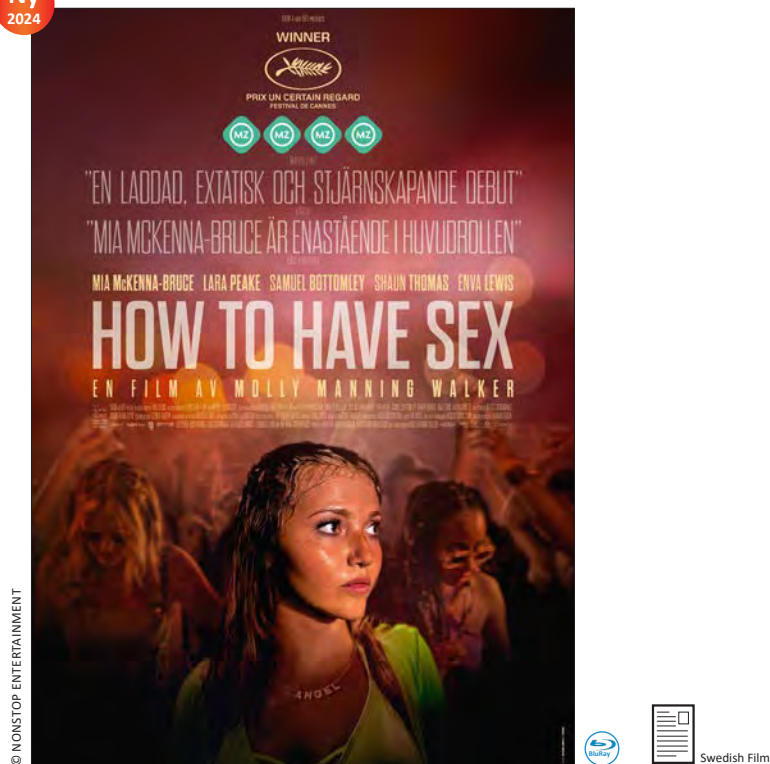 Ny
2024
WINNER
PRIX UN CERTAIN REGARD
FESTIVAL DE CANNES
MZ MZ MZ MZ
"EN LADDAD, EXTATISK OCH STJÄRNSKAPANDE DEBUT"
"MIA MCKENNA-BRUCE ÄR ENASTÅENDE I HUVUDROLLEN"
MIA McKENNA-BRUCE LARA PEAKE SAMUEL BOTTOMLEY SHAUN THOMAS ENVA LEWIS
HOW TO HAVE SEX
EN FILM AV MOLLY MANNING WALKER
ANGEL
© NONSTOP ENTERTAINMENT
BluRay
Swedish Film